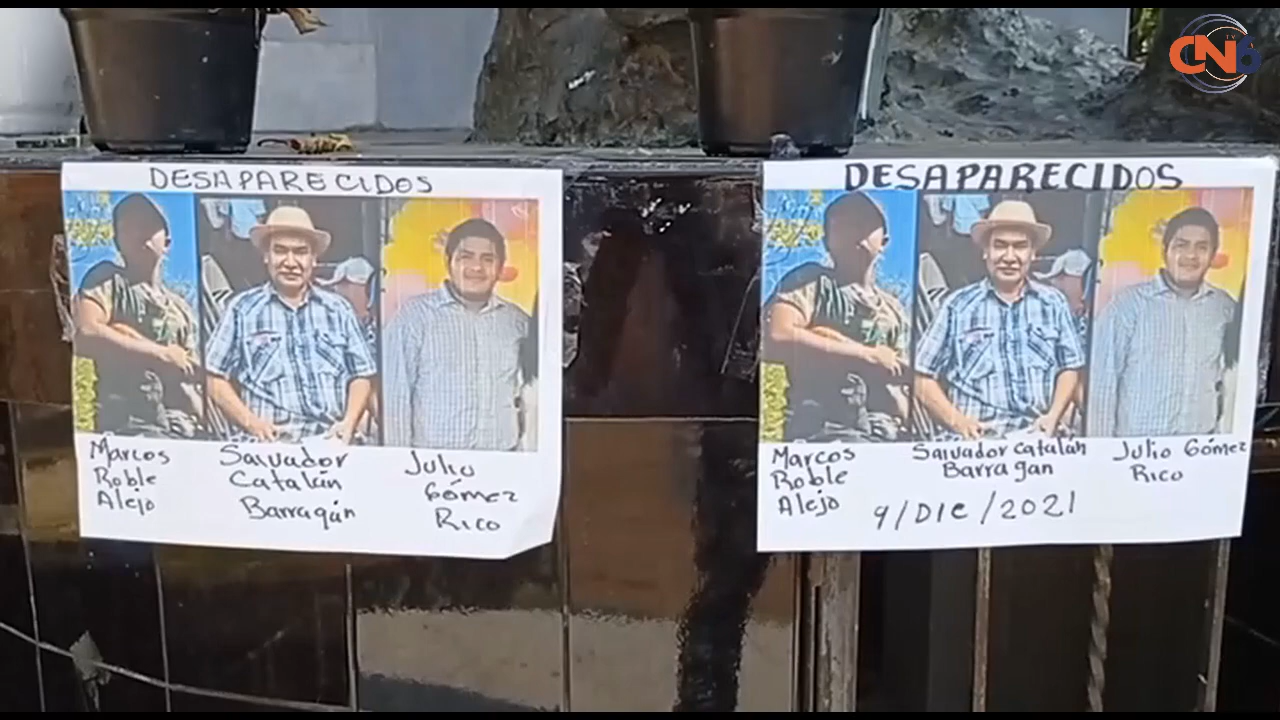 CN6
TV
DESAPARECIDOS
Marcos
Roble
Alejo
Salvador
Catalán
Barragán
Julio
Gómez
Rico
DESAPARECIDOS
Marcos
Roble
Alejo
Salvador Catalán
Barragan
Julio Gómez
Rico
9/DIC/2021